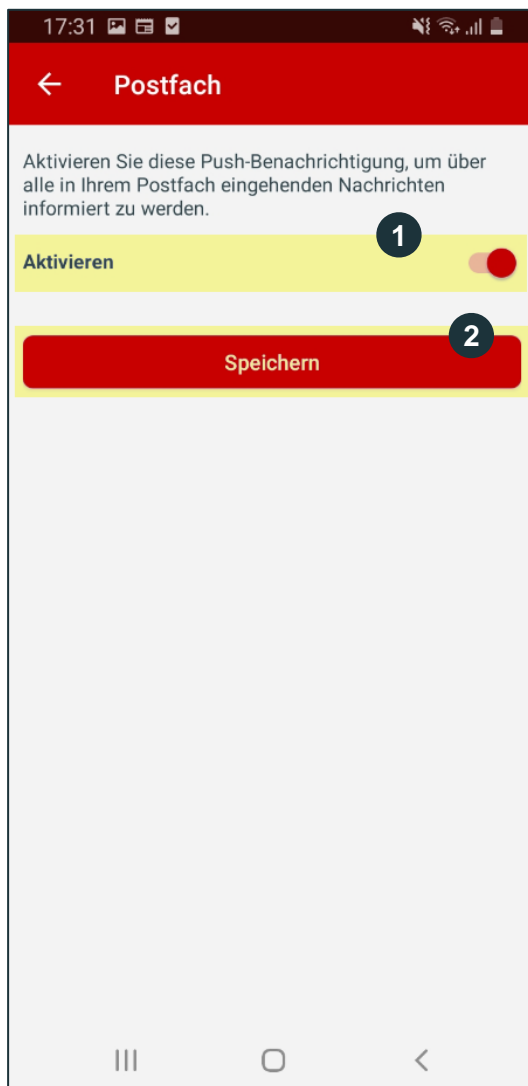 17:31
Postfach
Aktivieren Sie diese Push-Benachrichtigung, um über
alle in Ihrem Postfach eingehenden Nachrichten
informiert zu werden.
1
Aktivieren
2
Speichern